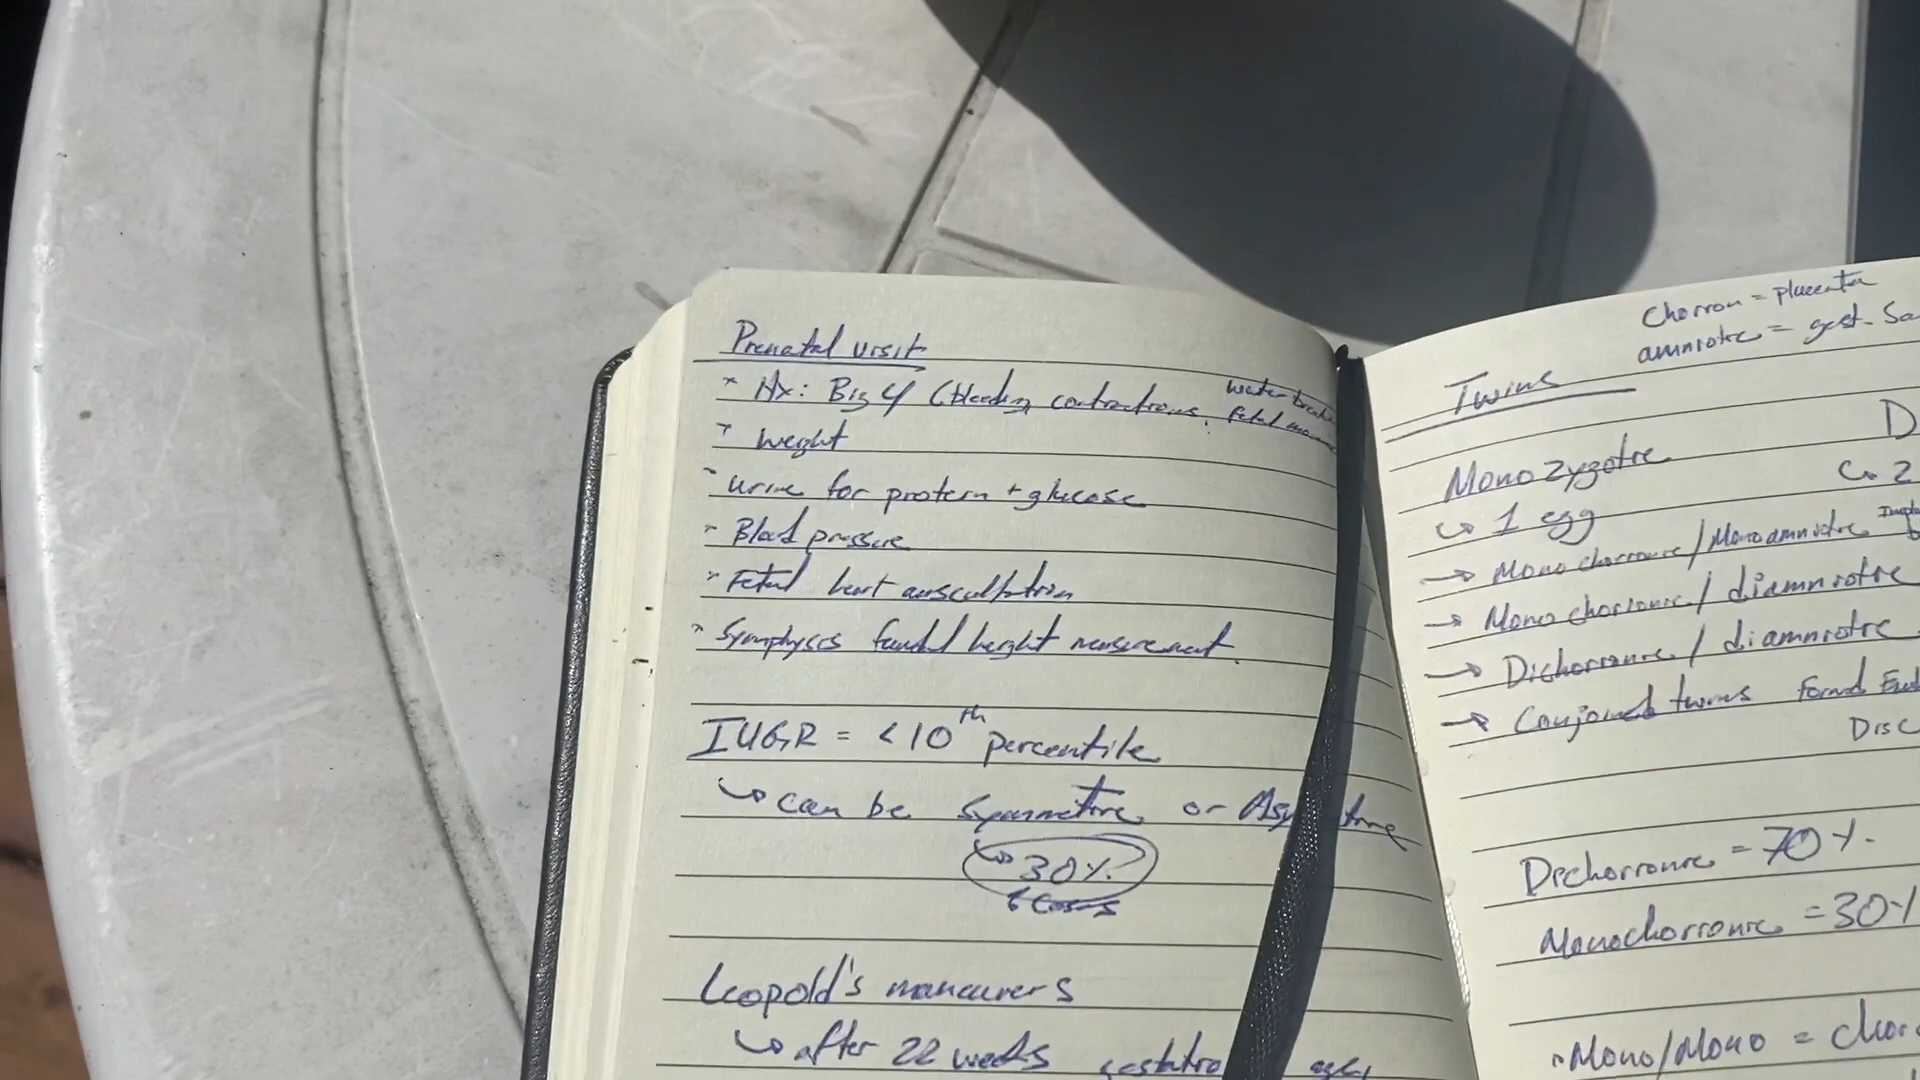 Prenatal visit
Hx: Big 4 (bleeding, contractions, water
Fetal
Weight
Urine for protein + glucose
Blood pressure
Fetal heart auscultation
Symphysis fundal height measurement
IUGR = <10th percentile
can be symmetric or
30%
Leopold's maneuvers
after 22 weeks
Chorion = placenta
amniotic = gest. Sa
Twins
Monozygotic
1 egg
D
2
Monochorionic/Monoamniotic
Monochorionic/diamniotic
Dichorionic/diamniotic
Conjoined twins
Disc
Dichorionic = 70%
Monochorionic = 30%
Mono/Mono =